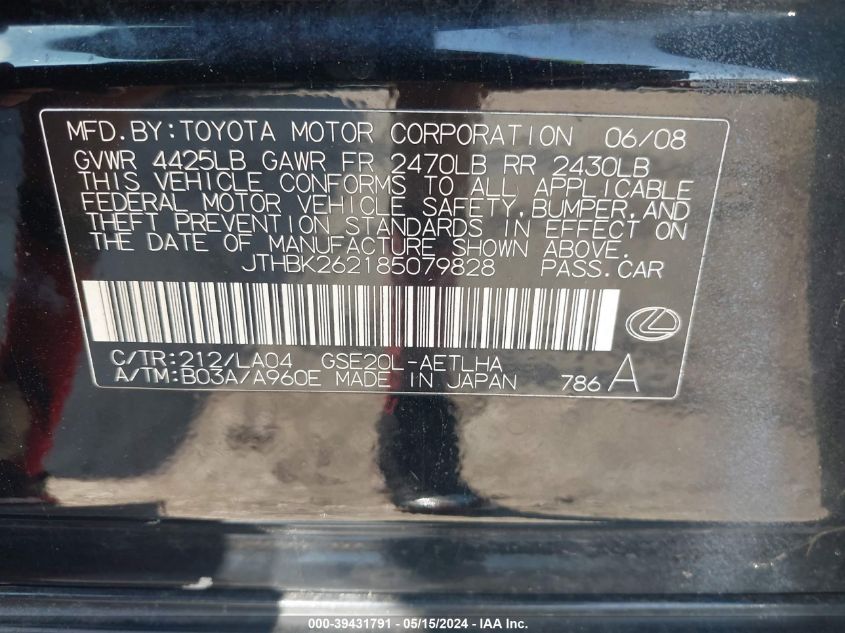 MFD.BY:TOYOTA MOTOR CORPORATION 06/08
GVWR 4425LB GAWR FR 2470LB RR 2430LB
THIS VEHICLE CONFORMS TO ALL APPLICABLE
FEDERAL MOTOR VEHICLE SAFETY,BUMPER,AND
THEFT PREVENTION STANDARDS IN EFFECT ON
THE DATE OF MANUFACTURE SHOWN ABOVE.
JTHBK262185079828 PASS.CAR
C/TR:212/LA04 GSE20L-AETLHA
A/TM:B03A/A960E MADE IN JAPAN 786 A
000-39431791 - 05/15/2024 - IAA Inc.